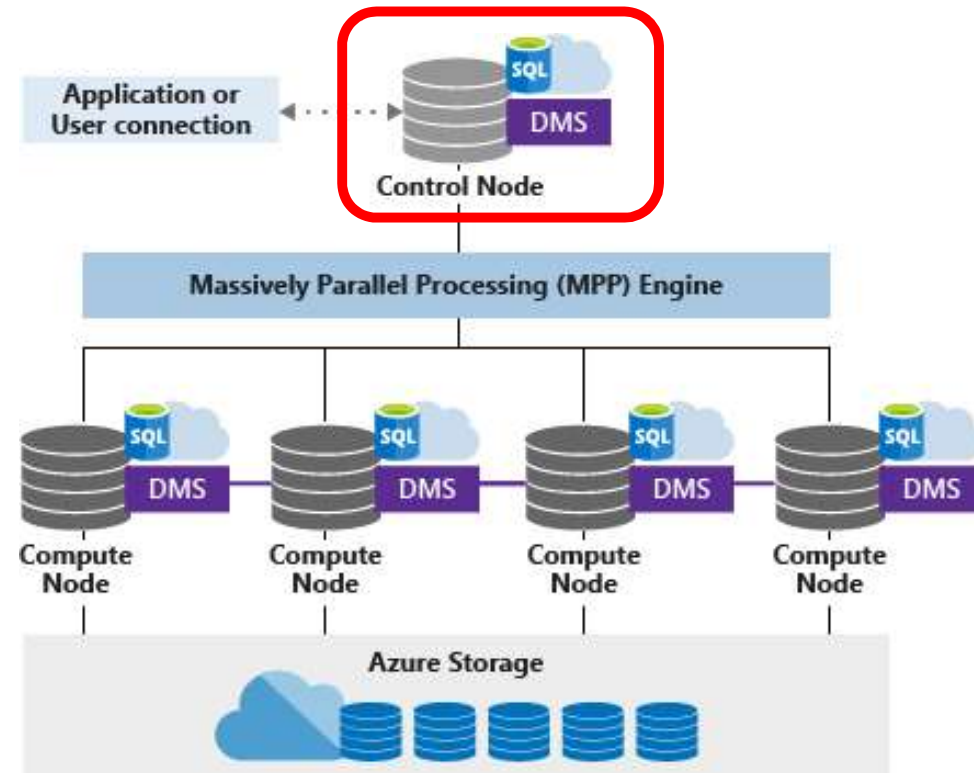 Application or
User connection
SQL
DMS
Control Node
Massively Parallel Processing (MPP) Engine
SQL
DMS
SQL
DMS
SQL
DMS
SQL
DMS
Compute
Node
Compute
Node
Compute
Node
Compute
Node
Azure Storage